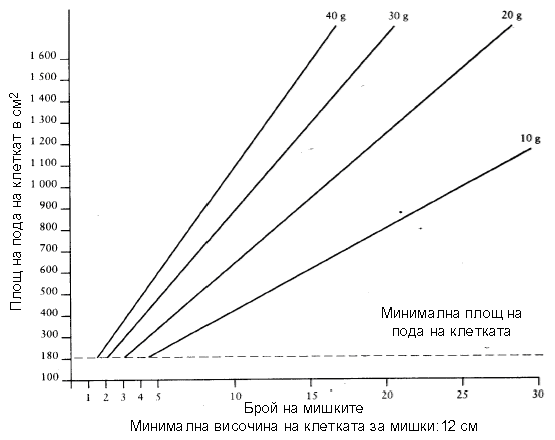 40 g
30 g
20 g
10 g
Площ на пода на клеткат в см²
1 600
1 500
1 400
1 300
1 200
1 100
1 000
900
800
700
600
500
400
300
180
100
Минимална площ на
пода на клетката
1 2 3 4 5 10 15 20 25 30
Брой на мишките
Минимална височина на клетката за мишки: 12 см